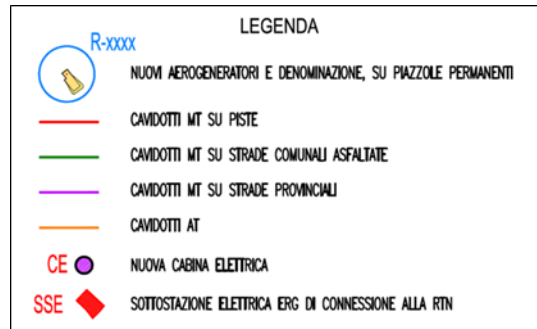 LEGENDA
R-xxxx
NUOVI AEROGENERATORI E DENOMINAZIONE, SU PIAZZOLE PERMANENTI
CAVIDOTTI MT SU PISTE
CAVIDOTTI MT SU STRADE COMUNALI ASFALTATE
CAVIDOTTI MT SU STRADE PROVINCIALI
CAVIDOTTI AT
CE NUOVA CABINA ELETTRICA
SSE SOTTOSTAZIONE ELETTRICA ERG DI CONNESSIONE ALLA RTN